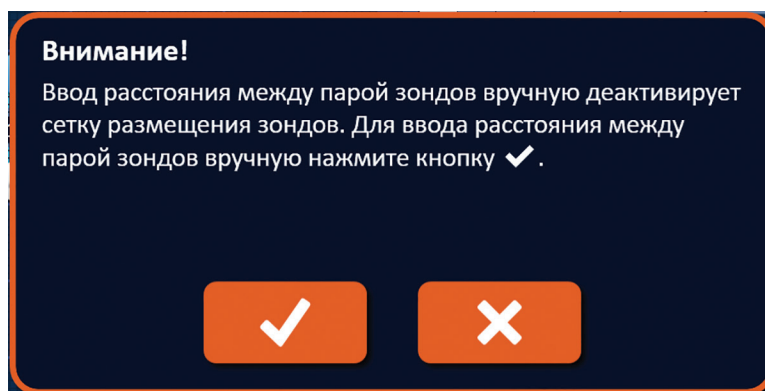 Внимание!
Ввод расстояния между парой зондов вручную деактивирует
сетку размещения зондов. Для ввода расстояния между
парой зондов вручную нажмите кнопку ✔.